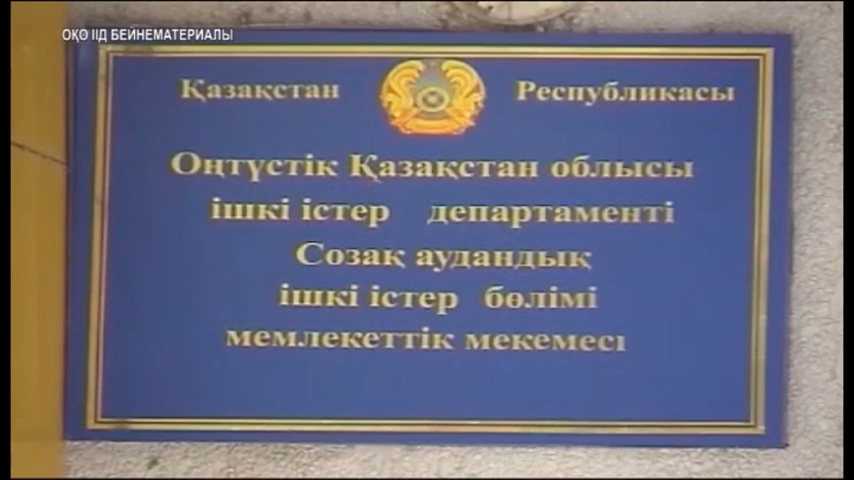 ОҚО ІІД БЕЙНЕМАТЕРИАЛЫ
Қазақстан Республикасы
Оңтүстік Қазақстан облысы
ішкі істер департаменті
Созақ аудандық
ішкі істер бөлімі
мемлекеттік мекемесі